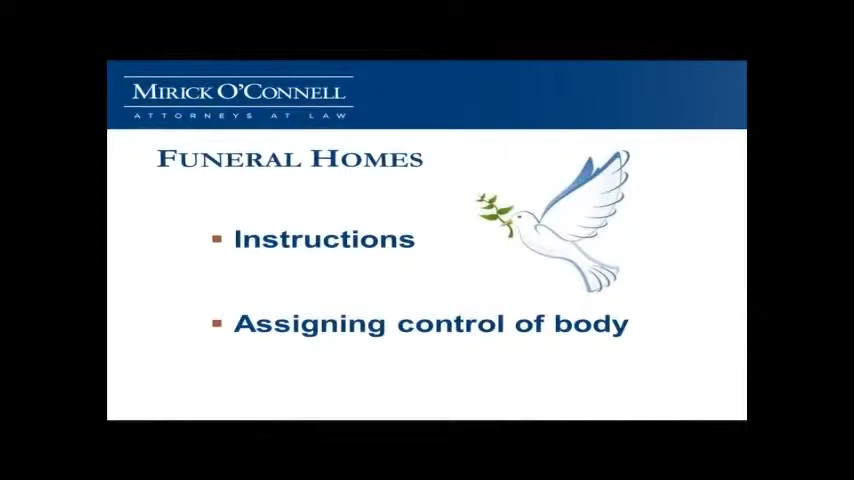 MIRICK O'CONNELL
ATTORNEYS AT LAW
FUNERAL HOMES
Instructions
Assigning control of body